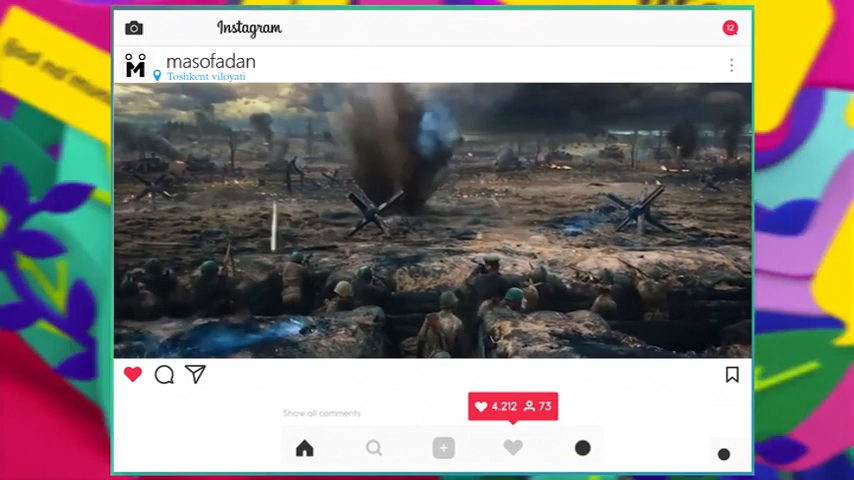 Instagram
12
M
masofadan
Toshkent viloyati
Show all comments
4.212 73